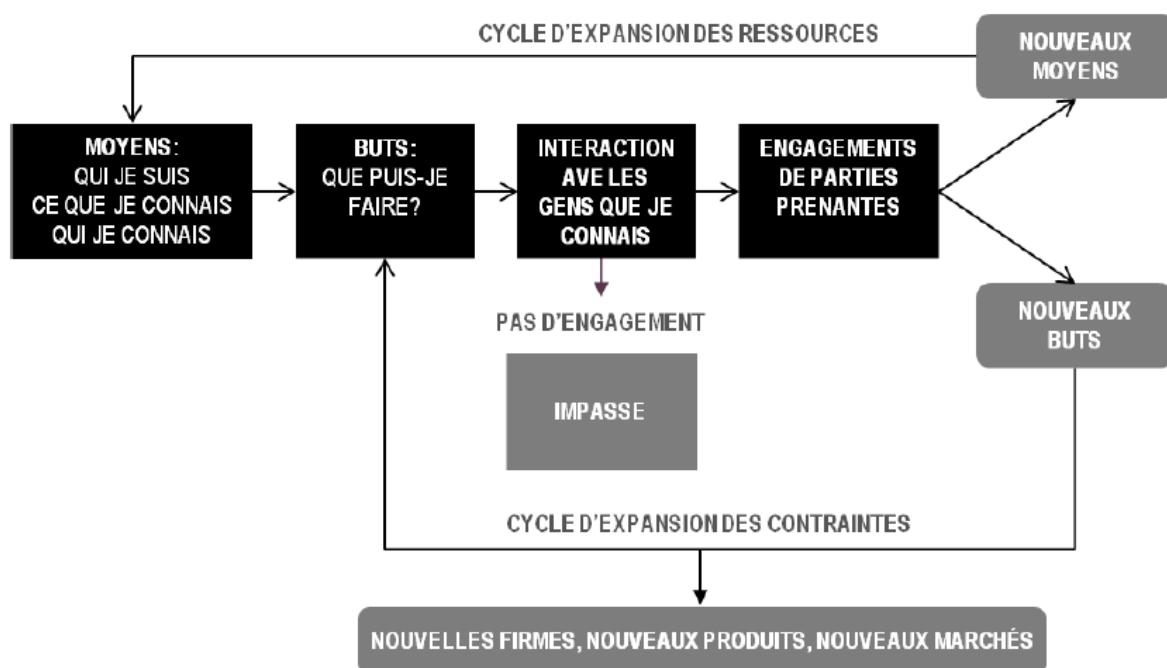 CYCLE D'EXPANSION DES RESSOURCES
NOUVEAUX
MOYENS
MOYENS:
QUI JE SUIS
CE QUE JE CONNAIS
QUI JE CONNAIS
BUTS:
QUE PUIS-JE
FAIRE?
INTERACTION
AVE LES
GENS QUE JE
CONNAIS
ENGAGEMENTS
DE PARTIES
PRENANTES
PAS D'ENGAGEMENT
IMPASSE
NOUVEAUX
BUTS
CYCLE D'EXPANSION DES CONTRAINTES
NOUVELLES FIRMES, NOUVEAUX PRODUITS, NOUVEAUX MARCHÉS